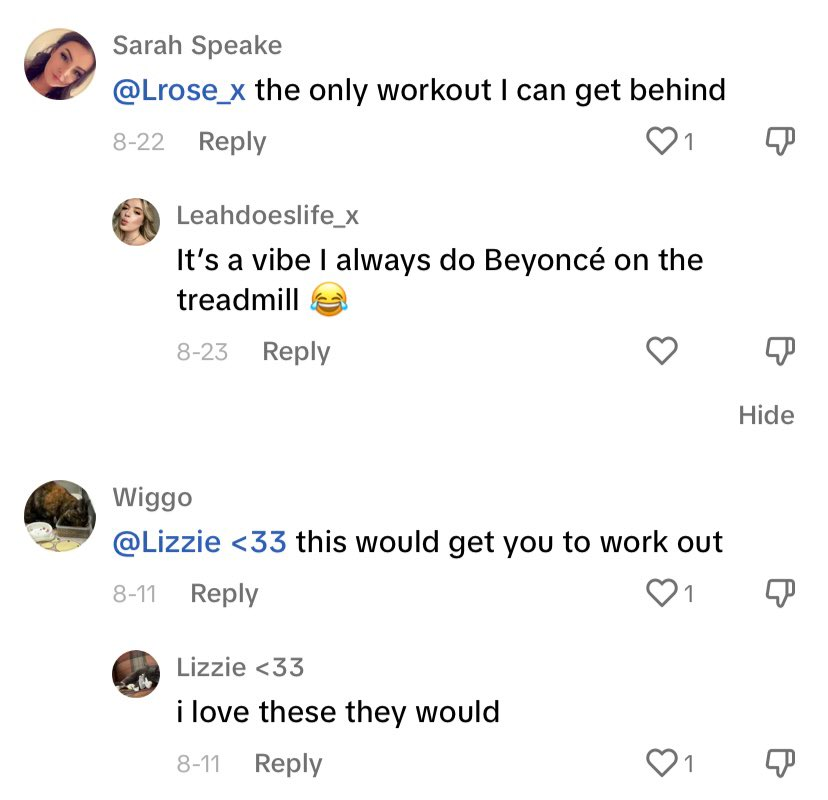 Sarah Speake
@Lrose_x the only workout I can get behind
8-22 Reply 1
Leahdoeslife_x
It's a vibe I always do Beyoncé on the
treadmill 😂
8-23 Reply
Hide
Wiggo
@Lizzie <33 this would get you to work out
8-11 Reply 1
Lizzie <33
i love these they would
8-11 Reply 1